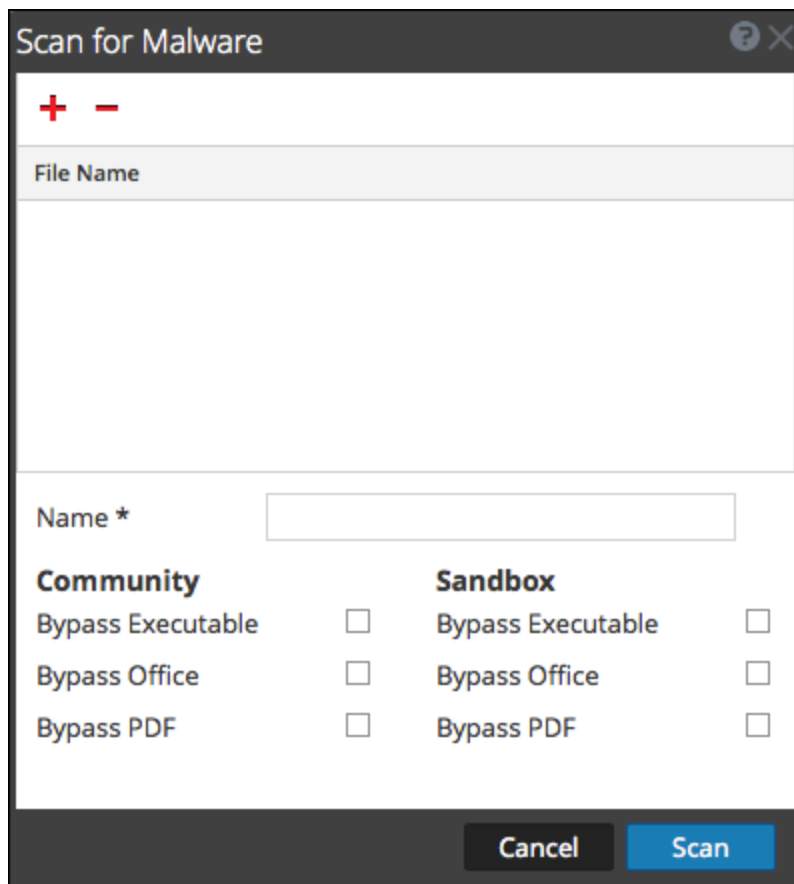 Scan for Malware
File Name
Name *
Community Sandbox
Bypass Executable Bypass Executable
Bypass Office Bypass Office
Bypass PDF Bypass PDF
Cancel Scan